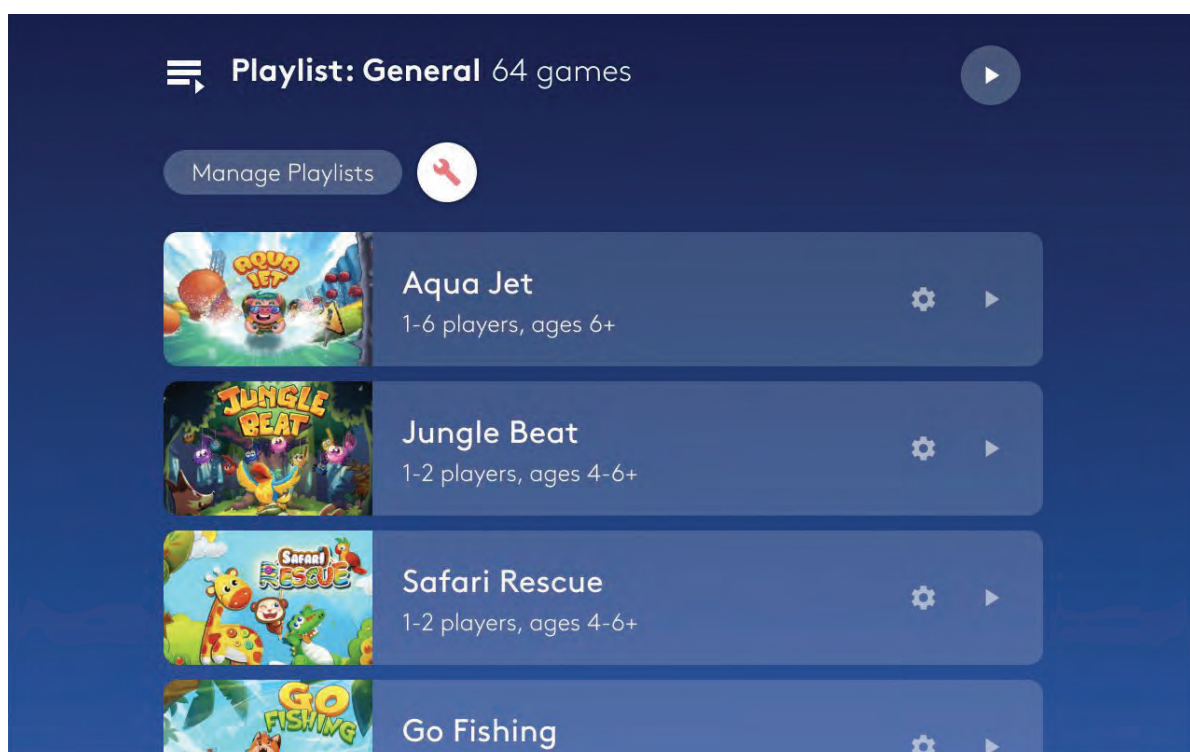 Playlist: General 64 games
Manage Playlists
AQUA
JET
Aqua Jet
1-6 players, ages 6+
JUNGLE
BEAT
Jungle Beat
1-2 players, ages 4-6+
SAFARI
RESCUE
Safari Rescue
1-2 players, ages 4-6+
GO
FISHING
Go Fishing